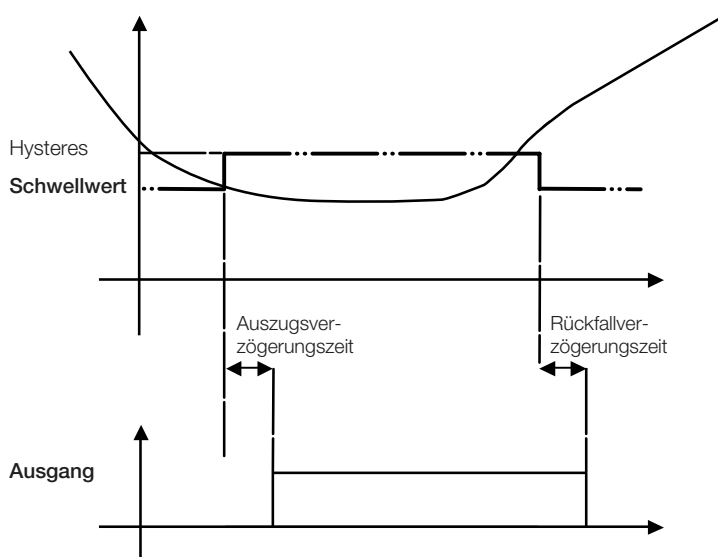 Hysteres
Schwellwert
Auszugsver-
zögerungszeit
Rückfallver-
zögerungszeit
Ausgang